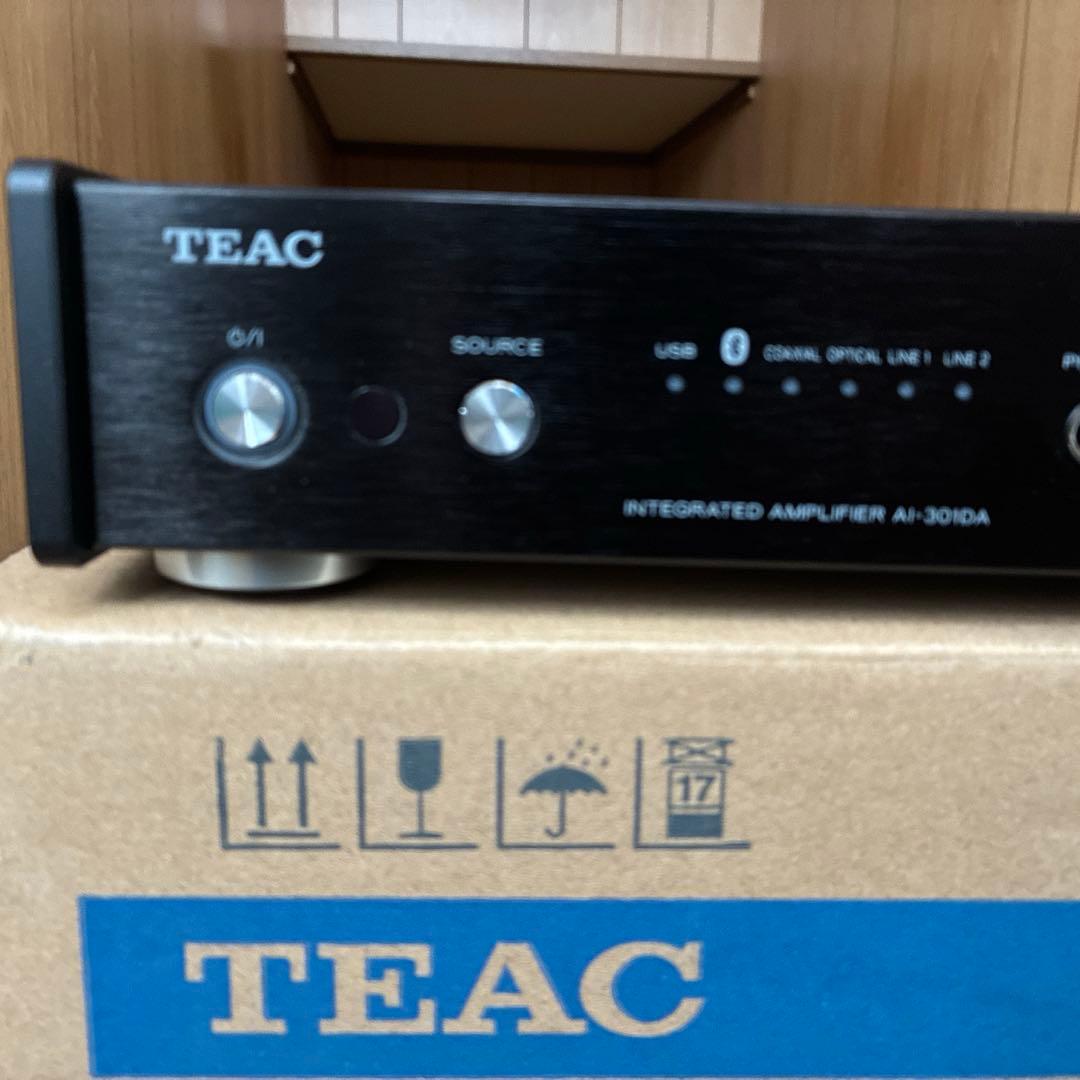 TEAC
⏻/I
SOURCE
USB
COAXIAL OPTICAL LINE 1 LINE 2
INTEGRATED AMPLIFIER AI-301DA
17
TEAC